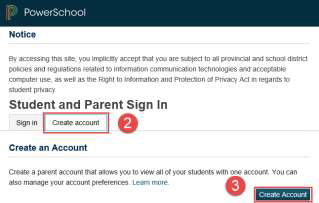 PowerSchool
Notice
By accessing this site, you implicitly accept that you are subject to all provincial and school district
policies and regulations related to information communication technologies and acceptable
computer use, as well as the Right to Information and Protection of Privacy Act in regards to
student privacy
Student and Parent Sign In
Sign in Create account 2
Create an Account
Create a parent account that allows you to view all of your students with one account. You can
also manage your account preferences. Learn more.
3
Create Account